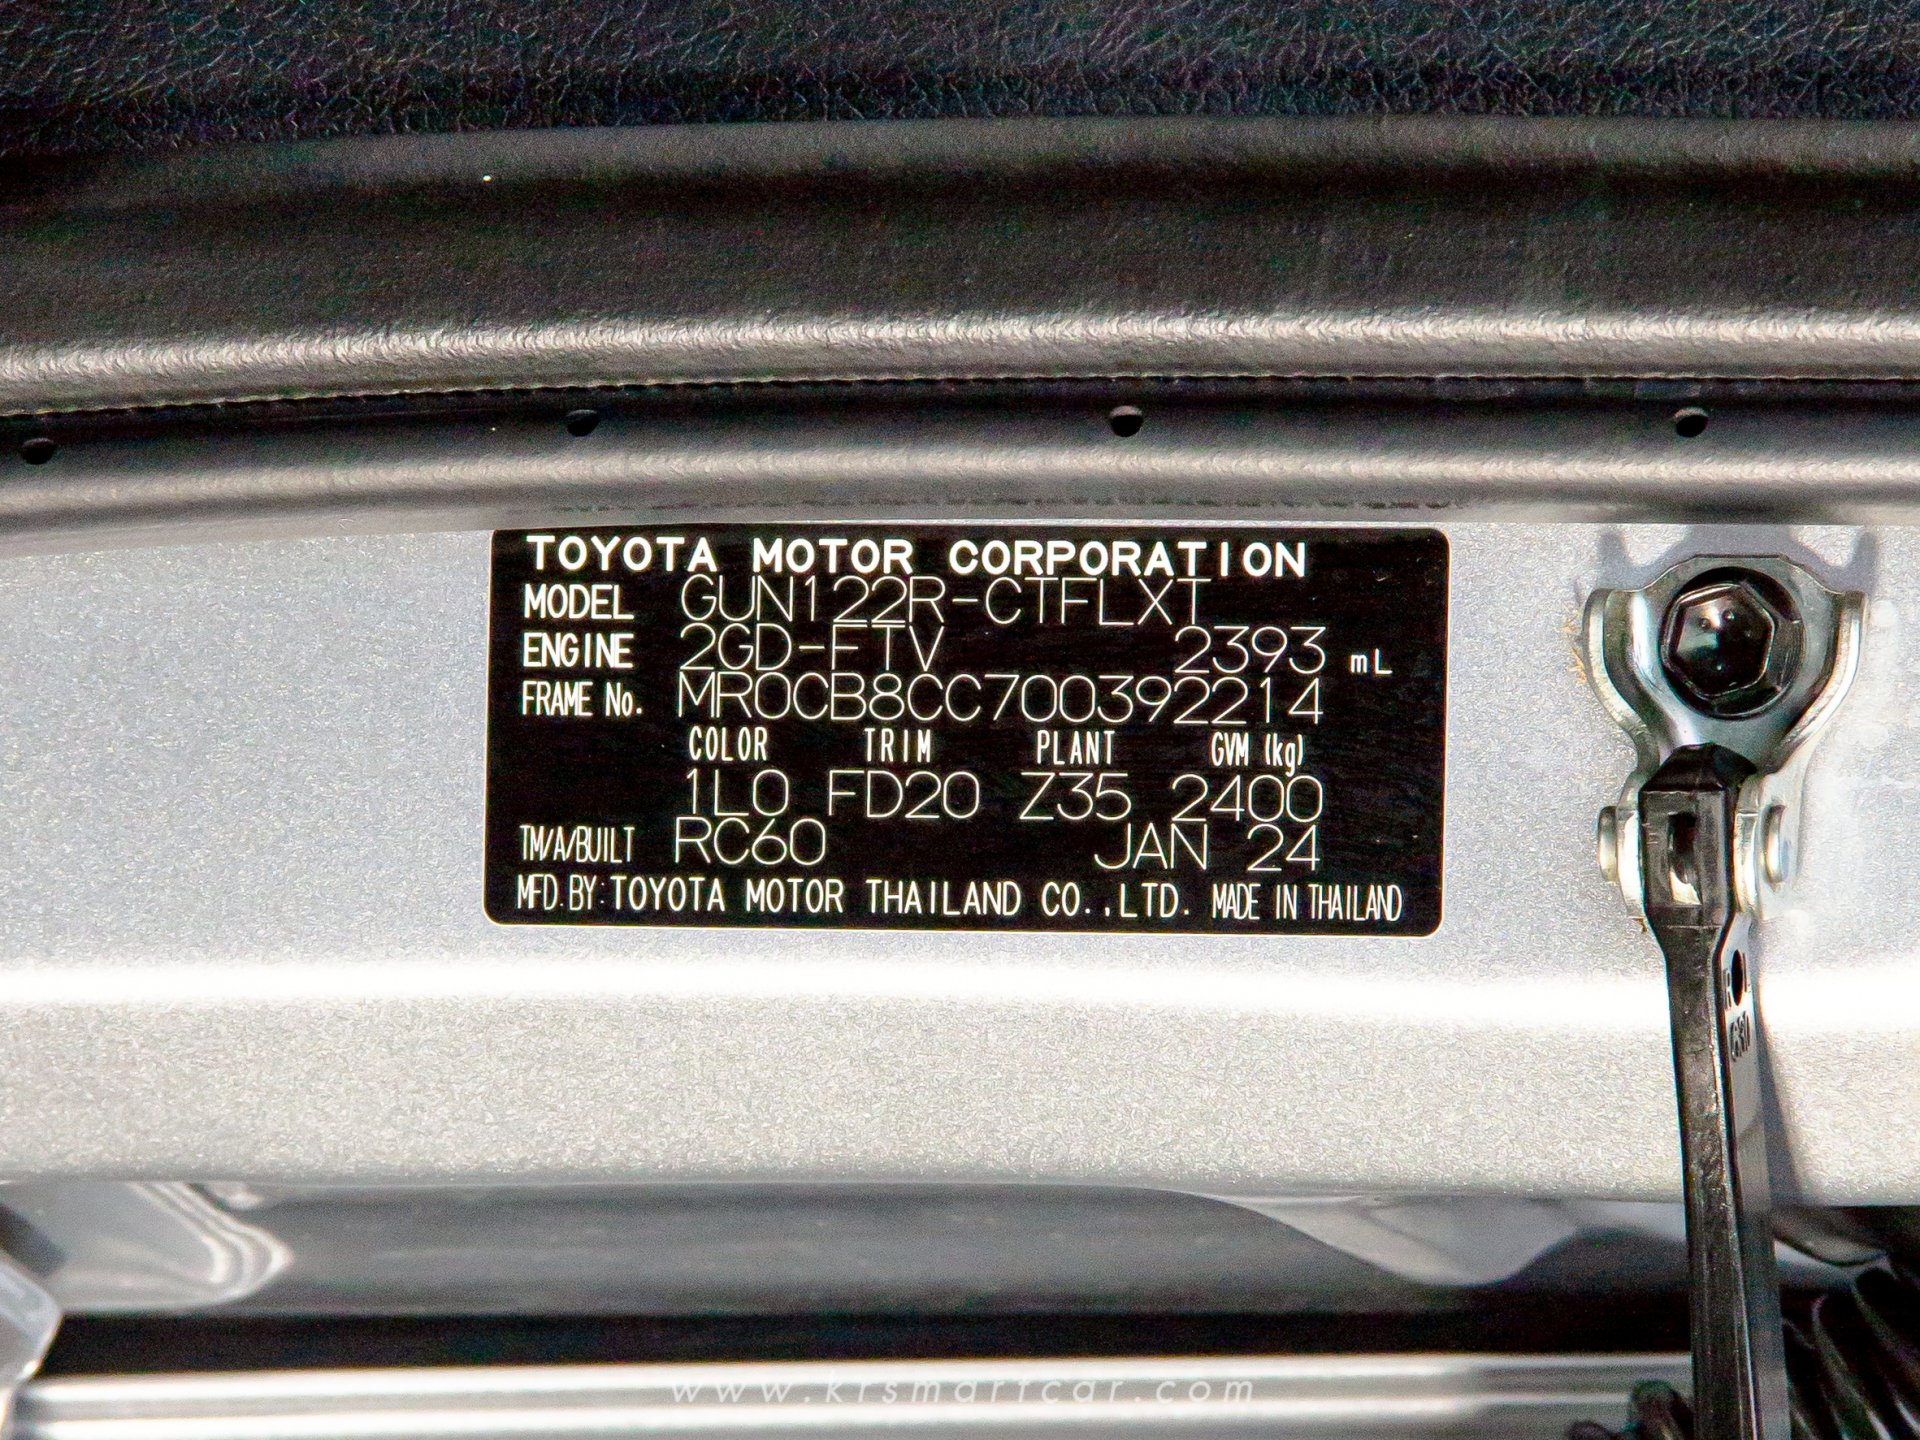 TOYOTA MOTOR CORPORATION
MODEL GUN122R-CTFLXT
ENGINE 2GD-FTV 2393 mL
FRAME No. MR0CB8CC700392214
COLOR TRIM PLANT GVM (kg)
1L0 FD20 Z35 2400
TM/A/BUILT RC60 JAN 24
MFD. BY: TOYOTA MOTOR THAILAND CO.,LTD. MADE IN THAILAND
www.krsmartcar.com